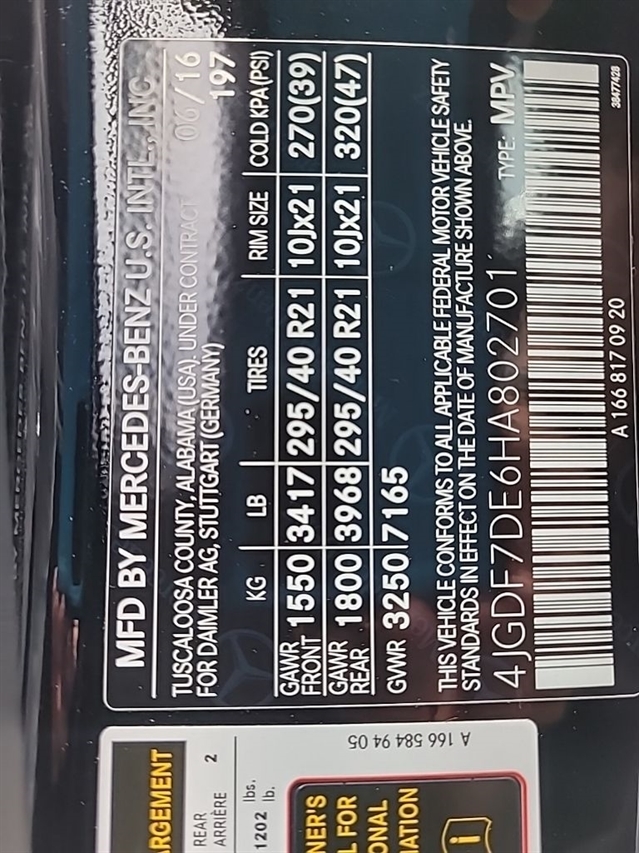 MFD BY MERCEDES-BENZ U.S. INTL., INC.
TUSCALOOSA COUNTY, ALABAMA (USA), UNDER CONTRACT 06/16
FOR DAIMLER AG, STUTTGART (GERMANY) 197
KG LB TIRES RIM SIZE COLD KPA(PSI)
GAWR FRONT 1550 3417 295/40 R21 10Jx21 270(39)
GAWR REAR 1800 3968 295/40 R21 10Jx21 320(47)
GVWR 3250 7165
THIS VEHICLE CONFORMS TO ALL APPLICABLE FEDERAL MOTOR VEHICLE SAFETY
STANDARDS IN EFFECT ON THE DATE OF MANUFACTURE SHOWN ABOVE.
4JGDF7DE6HA802701 TYPE: MPV
A 166 817 09 20
38477428
A 166 584 94 05
ARGEMENT
REAR
ARRIÈRE 2
1202 lbs.
lb.
NER'S
L FOR
ONAL
MATION